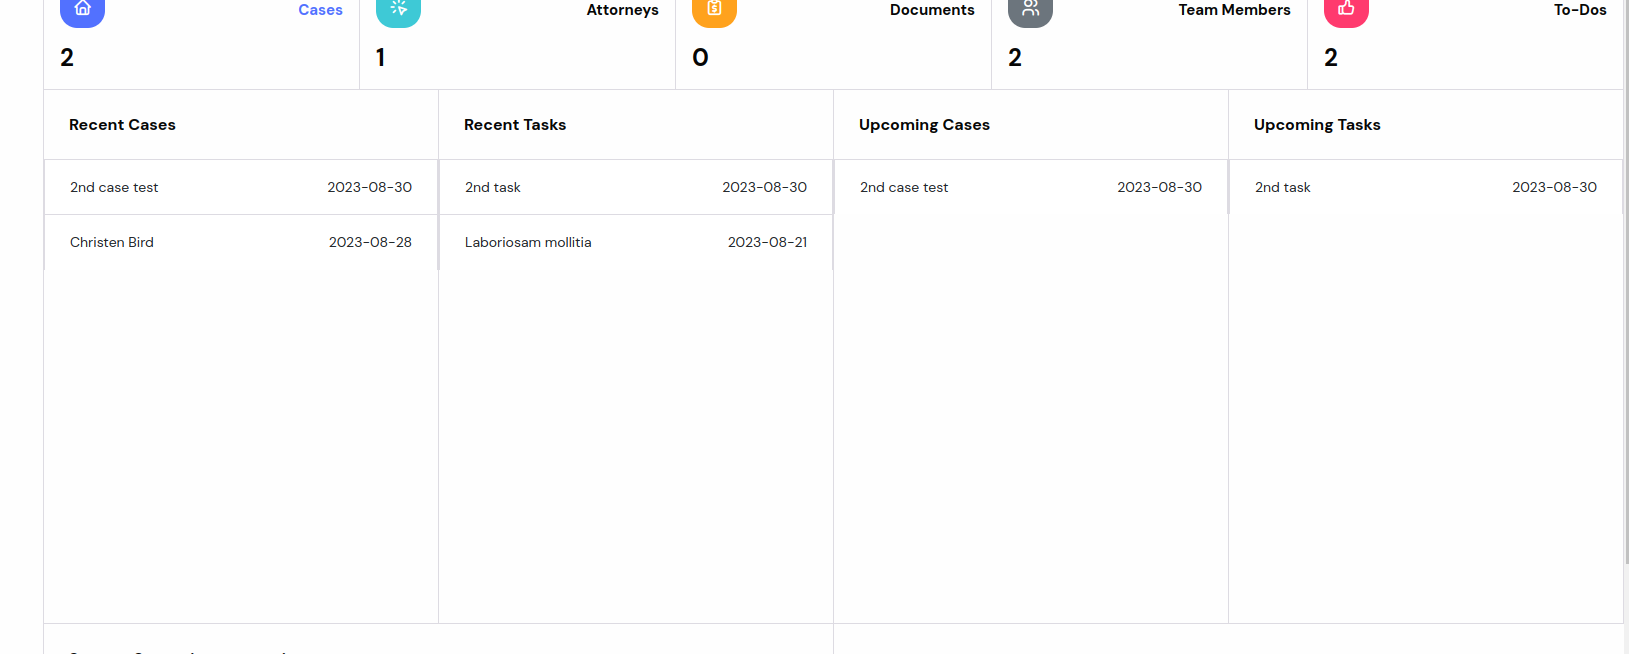 Cases
Attorneys
Documents
Team Members
To-Dos
2
1
0
2
2
Recent Cases
Recent Tasks
Upcoming Cases
Upcoming Tasks
2nd case test 2023-08-30
2nd task 2023-08-30
2nd case test 2023-08-30
2nd task 2023-08-30
Christen Bird 2023-08-28
Laboriosam mollitia 2023-08-21